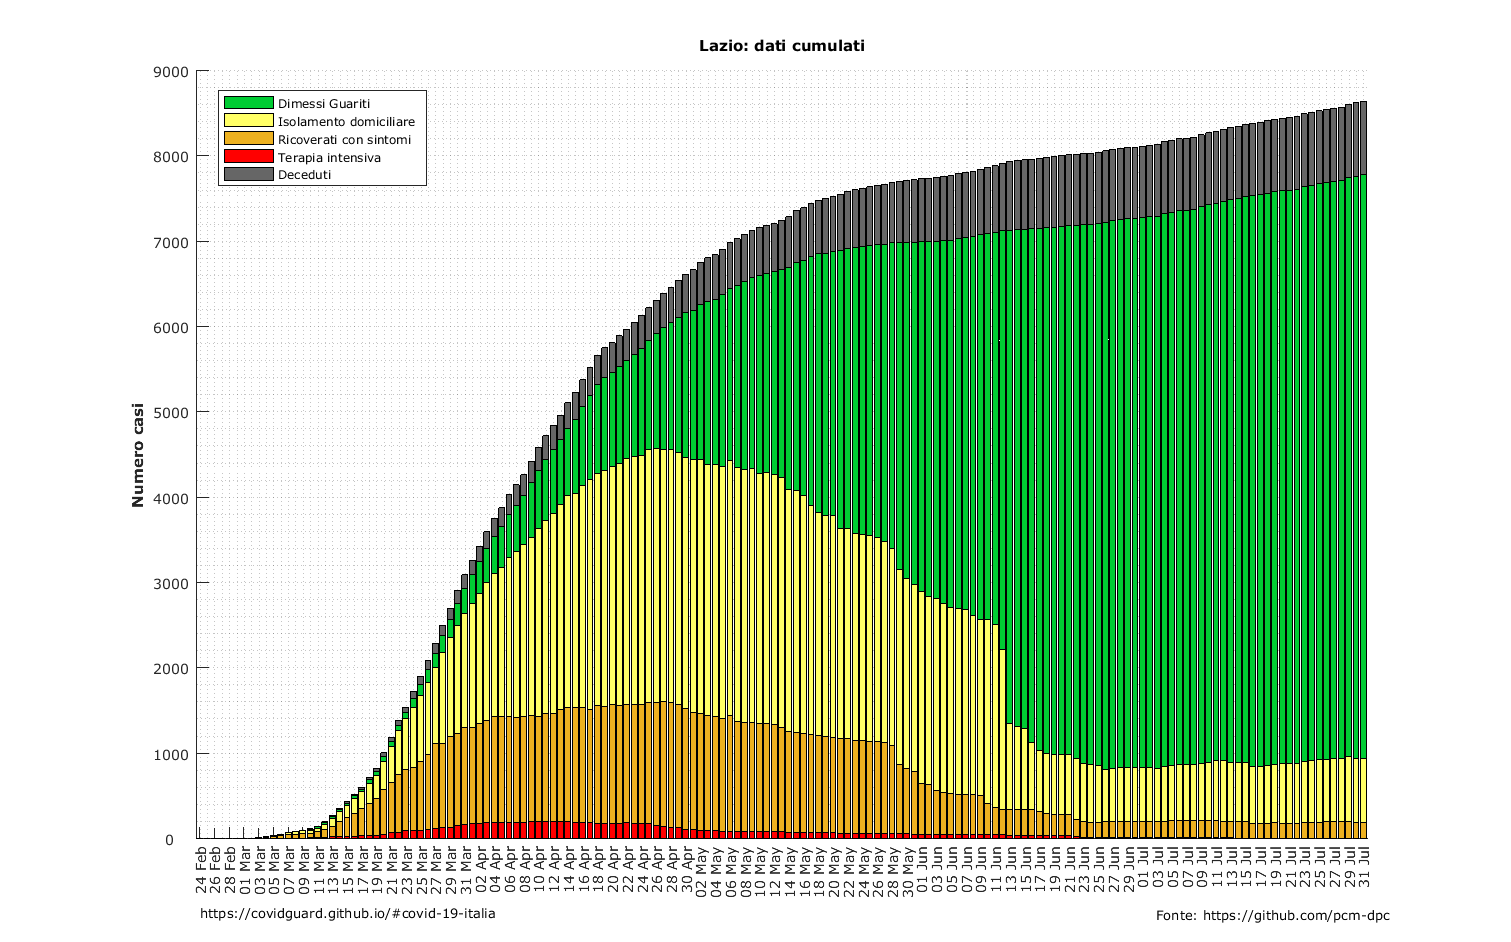 Lazio: dati cumulati
9000
8000
7000
6000
5000
4000
3000
2000
1000
0
Numero casi
Dimessi Guariti
Isolamento domiciliare
Ricoverati con sintomi
Terapia intensiva
Deceduti
24 Feb
26 Feb
28 Feb
01 Mar
03 Mar
05 Mar
07 Mar
09 Mar
11 Mar
13 Mar
15 Mar
17 Mar
19 Mar
21 Mar
23 Mar
25 Mar
27 Mar
29 Mar
31 Mar
02 Apr
04 Apr
06 Apr
08 Apr
10 Apr
12 Apr
14 Apr
16 Apr
18 Apr
20 Apr
22 Apr
24 Apr
26 Apr
28 Apr
30 Apr
02 May
04 May
06 May
08 May
10 May
12 May
14 May
16 May
18 May
20 May
22 May
24 May
26 May
28 May
30 May
01 Jun
03 Jun
05 Jun
07 Jun
09 Jun
11 Jun
13 Jun
15 Jun
17 Jun
19 Jun
21 Jun
23 Jun
25 Jun
27 Jun
29 Jun
01 Jul
03 Jul
05 Jul
07 Jul
09 Jul
11 Jul
13 Jul
15 Jul
17 Jul
19 Jul
21 Jul
23 Jul
25 Jul
27 Jul
29 Jul
31 Jul
https://covidguard.github.io/#covid-19-italia
Fonte: https://github.com/pcm-dpc